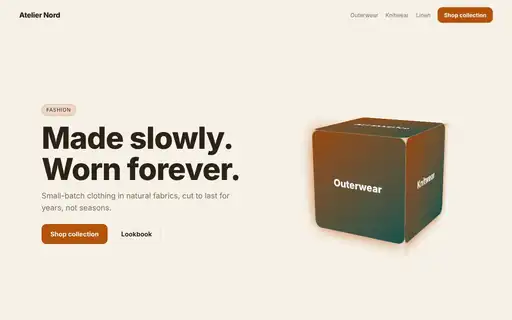 Atelier Nord
Outerwear
Knitwear
Linen
Shop collection
FASHION
Made slowly.
Worn forever.
Small-batch clothing in natural fabrics, cut to last for
years, not seasons.
Shop collection
Lookbook
Outerwear
Knitwear